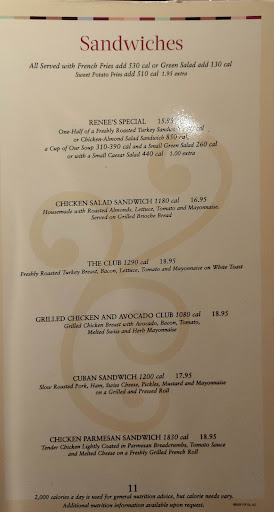 Sandwiches
All Served with French Fries add 530 cal or Green Salad add 130 cal
Sweet Potato Fries add 510 cal 1.95 extra
RENEE'S SPECIAL 15.95
One-Half of a Freshly Roasted Turkey Sandwich cal
or Chicken-Almond Salad Sandwich 850 cal
a Cup of Our Soup 310-390 cal and a Small Green Salad 260 cal
or with a Small Caesar Salad 440 cal 1.00 extra
CHICKEN SALAD SANDWICH 1180 cal 16.95
Housemade with Roasted Almonds, Lettuce, Tomato and Mayonnaise.
Served on Grilled Brioche Bread
THE CLUB 1290 cal 18.95
Freshly Roasted Turkey Breast, Bacon, Lettuce, Tomato and Mayonnaise on White Toast
GRILLED CHICKEN AND AVOCADO CLUB 1080 cal 18.95
Grilled Chicken Breast with Avocado, Bacon, Tomato,
Melted Swiss and Herb Mayonnaise
CUBAN SANDWICH 1200 cal 17.95
Slow Roasted Pork, Ham, Swiss Cheese, Pickles, Mustard and Mayonnaise
on a Grilled and Pressed Roll
CHICKEN PARMESAN SANDWICH 1830 cal 18.95
Tender Chicken Lightly Coated in Parmesan Breadcrumbs, Tomato Sauce
and Melted Cheese on a Freshly Grilled French Roll
11
2,000 calories a day is used for general nutrition advice, but calorie needs vary.
Additional nutrition information available upon request.